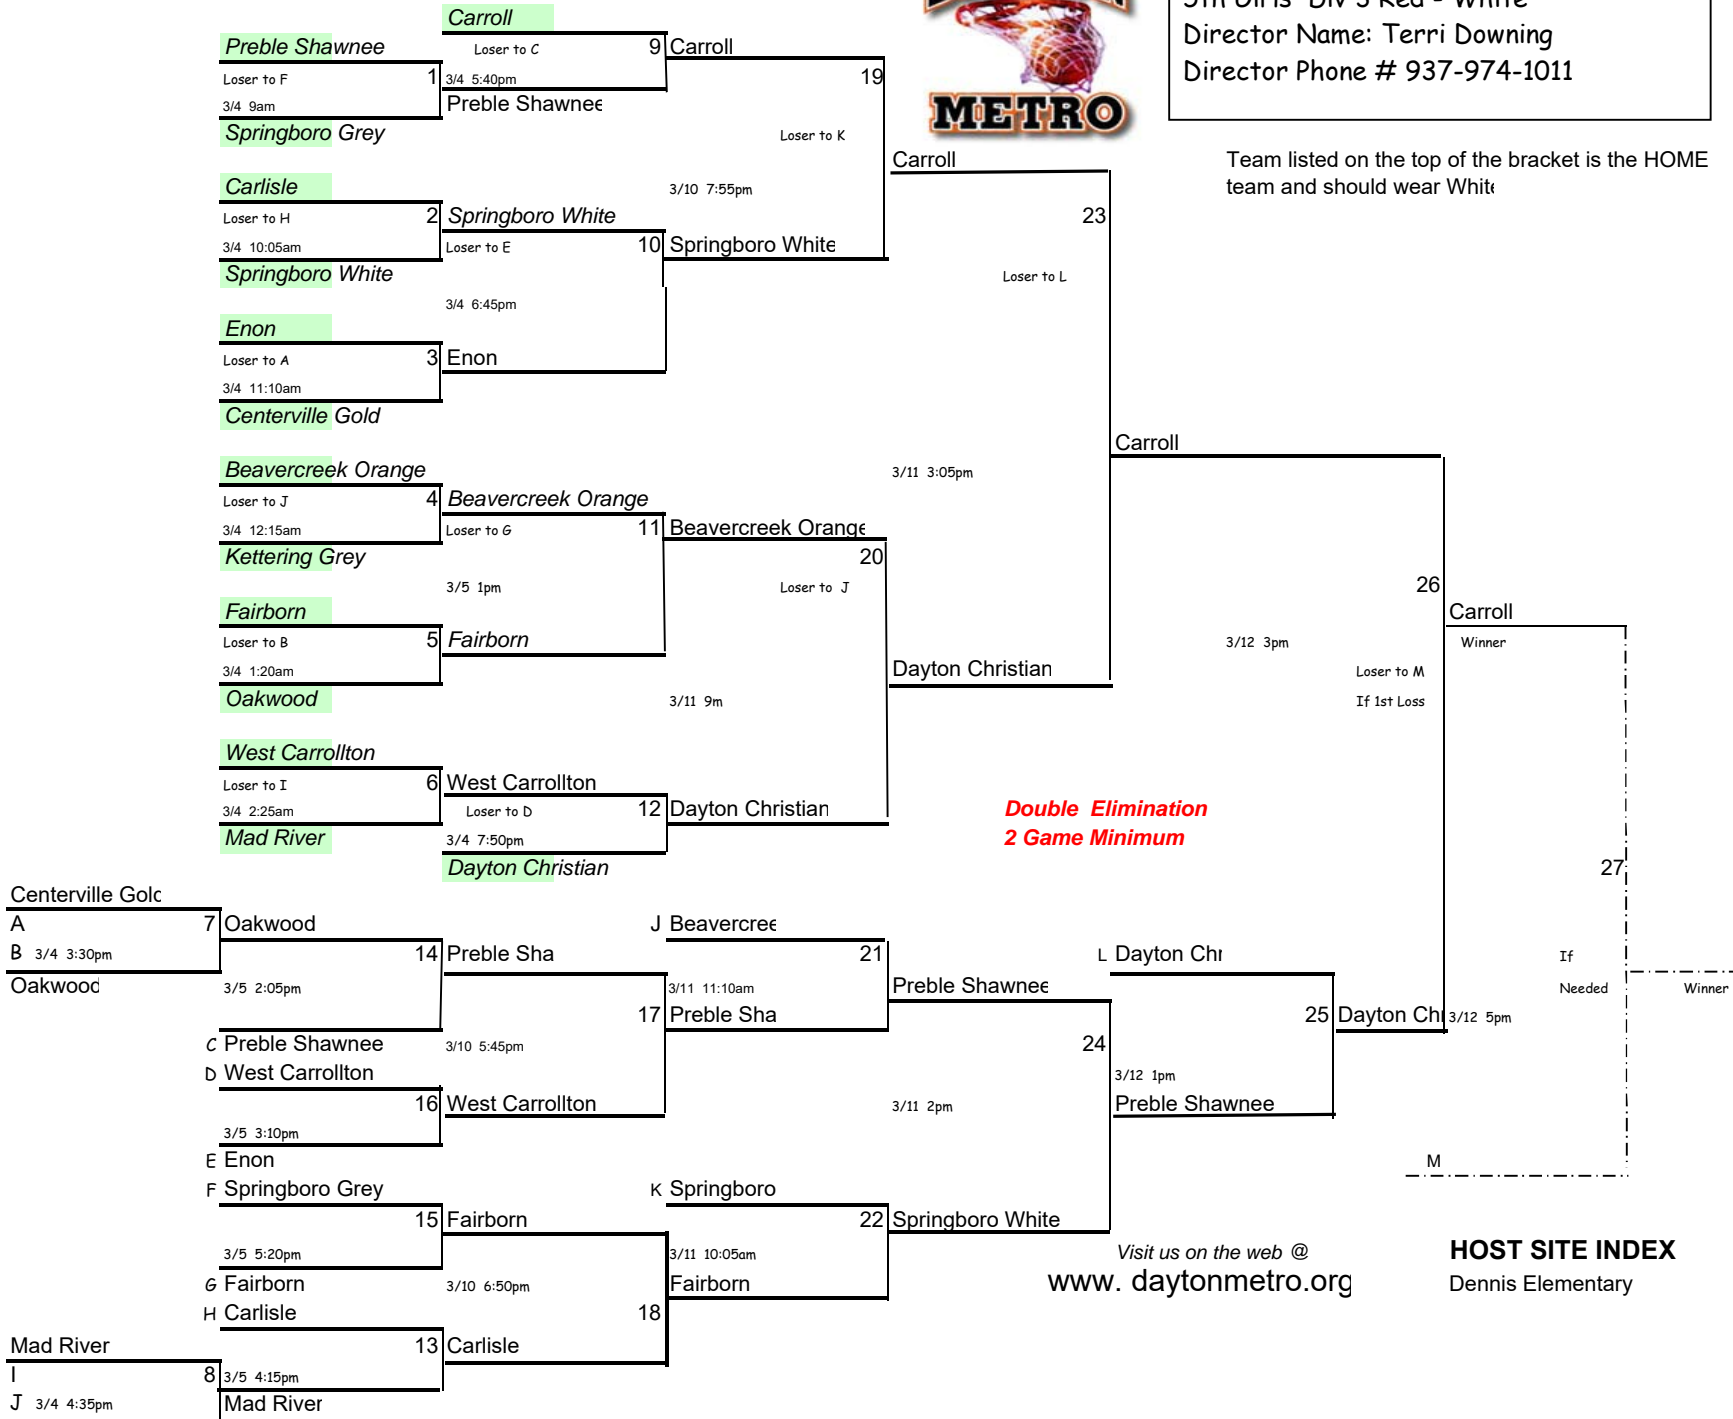 Carroll
Preble Shawnee
Loser to C
9
Carroll
Loser to F
1
3/4 5:40pm
19
3/4 9am
Preble Shawnee
Springboro Grey
Loser to K
METRO
Director Name: Terri Downing
Director Phone # 937-974-1011
Team listed on the top of the bracket is the HOME
team and should wear White
Carroll
Carlisle
3/10 7:55pm
Loser to H
2
Springboro White
23
3/4 10:05am
Loser to E
10
Springboro White
Springboro White
Loser to L
3/4 6:45pm
Enon
Loser to A
3
Enon
3/4 11:10am
Centerville Gold
Carroll
Beavercreek Orange
3/11 3:05pm
Loser to J
4
Beavercreek Orange
3/4 12:15am
Loser to G
11
Beavercreek Orange
Kettering Grey
20
3/5 1pm
Loser to J
26
Fairborn
Carroll
Loser to B
5
Fairborn
3/12 3pm
Winner
3/4 1:20am
Dayton Christian
Loser to M
Oakwood
3/11 9m
If 1st Loss
West Carrollton
Loser to I
6
West Carrollton
3/4 2:25am
Loser to D
12
Dayton Christian
Double Elimination
Mad River
3/4 7:50pm
2 Game Minimum
Dayton Christian
27
Centerville Gold
A
7
Oakwood
J
Beavercree
B
3/4 3:30pm
14
Preble Sha
21
L
Dayton Chr
If
Oakwood
3/5 2:05pm
3/11 11:10am
Preble Shawnee
Needed
Winner
17
Preble Sha
25
Dayton Chr
3/12 5pm
C
Preble Shawnee
3/10 5:45pm
24
D
West Carrollton
3/12 1pm
16
West Carrollton
3/11 2pm
Preble Shawnee
3/5 3:10pm
E
Enon
M
F
Springboro Grey
K
Springboro
15
Fairborn
22
Springboro White
3/5 5:20pm
3/11 10:05am
Visit us on the web @
HOST SITE INDEX
G
Fairborn
3/10 6:50pm
Fairborn
www. daytonmetro.org
Dennis Elementary
H
Carlisle
18
Mad River
13
Carlisle
I
8
3/5 4:15pm
J
3/4 4:35pm
Mad River